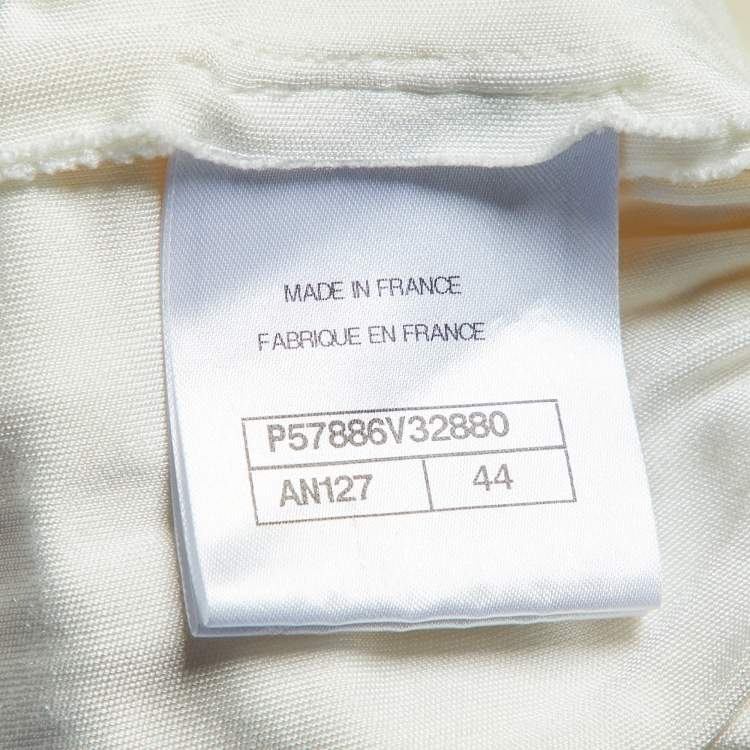 MADE IN FRANCE
FABRIQUE EN FRANCE
P57886V32880
AN127 44